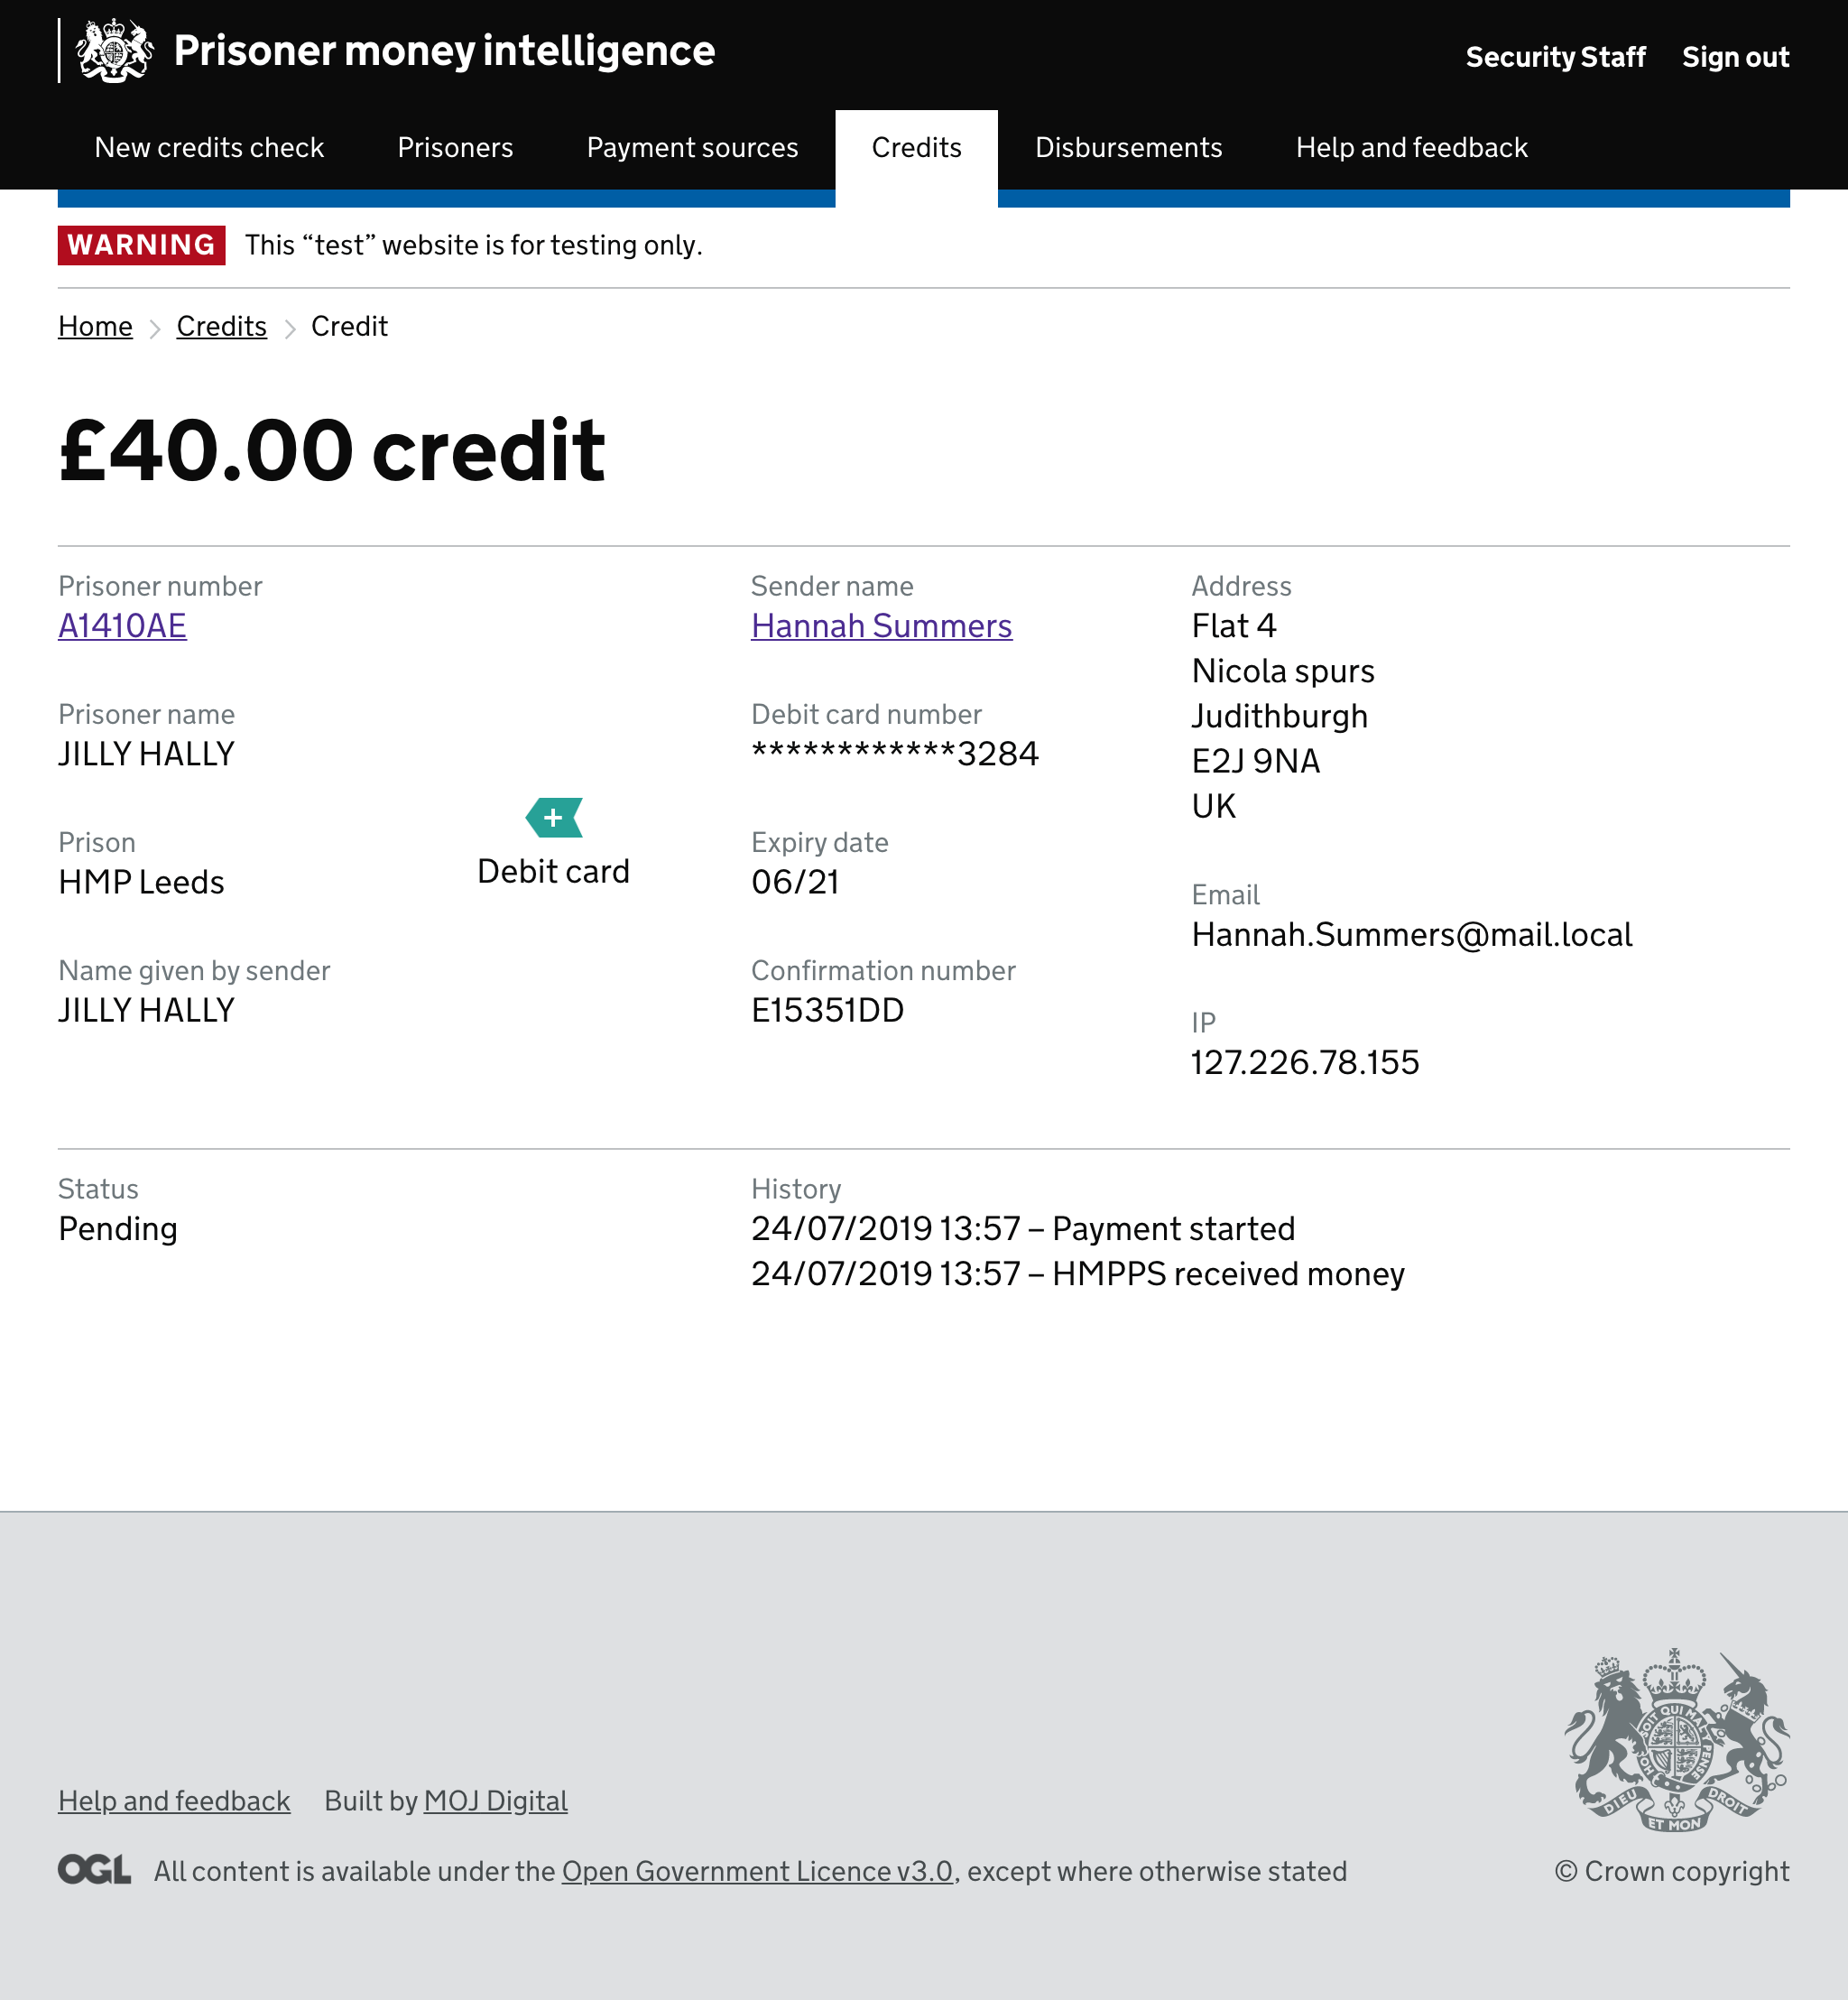 Prisoner money intelligence
Security Staff
Sign out
New credits check
Prisoners
Payment sources
Credits
Disbursements
Help and feedback
WARNING This “test” website is for testing only.
Home
Credits
Credit
£40.00 credit
Prisoner number
A1410AE
Prisoner name
JILLY HALLY
Prison
HMP Leeds
Name given by sender
JILLY HALLY
+
Debit card
Sender name
Hannah Summers
Debit card number
************3284
Expiry date
06/21
Confirmation number
E15351DD
Address
Flat 4
Nicola spurs
Judithburgh
E2J 9NA
UK
Email
Hannah.Summers@mail.local
IP
127.226.78.155
Status
Pending
History
24/07/2019 13:57 – Payment started
24/07/2019 13:57 – HMPPS received money
Help and feedback
Built by MOJ Digital
OGL All content is available under the Open Government Licence v3.0, except where otherwise stated
DIEU ET MON DROIT
© Crown copyright